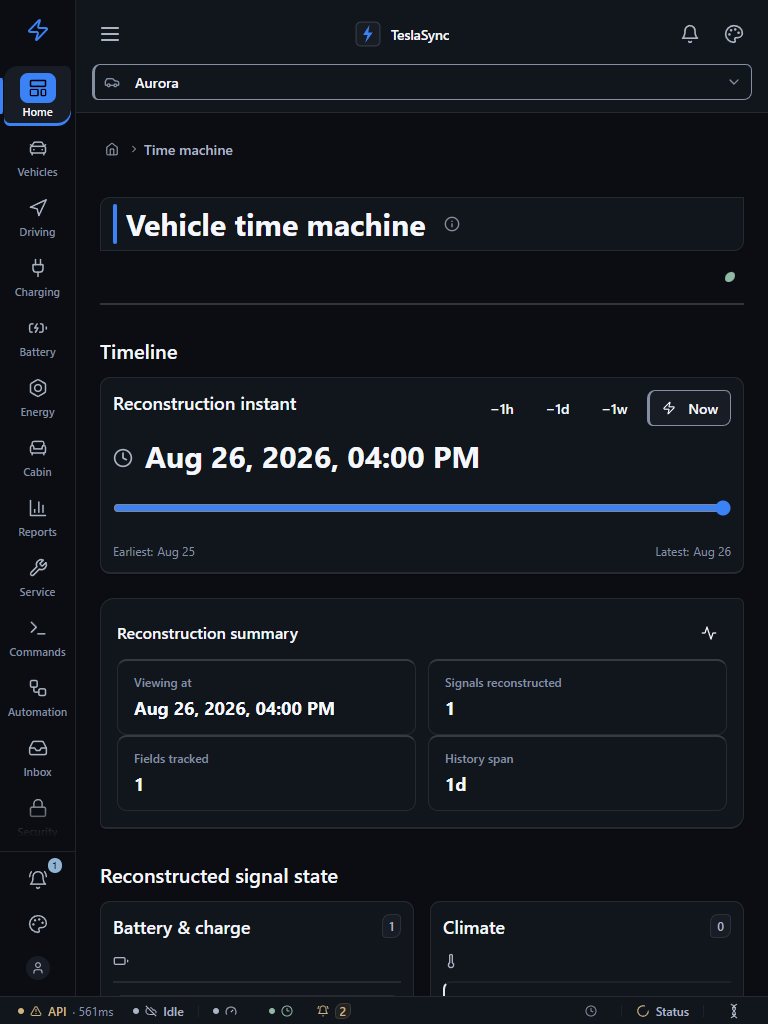 TeslaSync
Aurora
Home
Vehicles
Driving
Charging
Battery
Energy
Cabin
Reports
Service
Commands
Automation
Inbox
Security
1
Time machine
Vehicle time machine
Timeline
Reconstruction instant
−1h
−1d
−1w
Now
Aug 26, 2026, 04:00 PM
Earliest: Aug 25
Latest: Aug 26
Reconstruction summary
Viewing at
Aug 26, 2026, 04:00 PM
Signals reconstructed
1
Fields tracked
1
History span
1d
Reconstructed signal state
Battery & charge
1
Climate
0
API · 561ms
Idle
2
Status